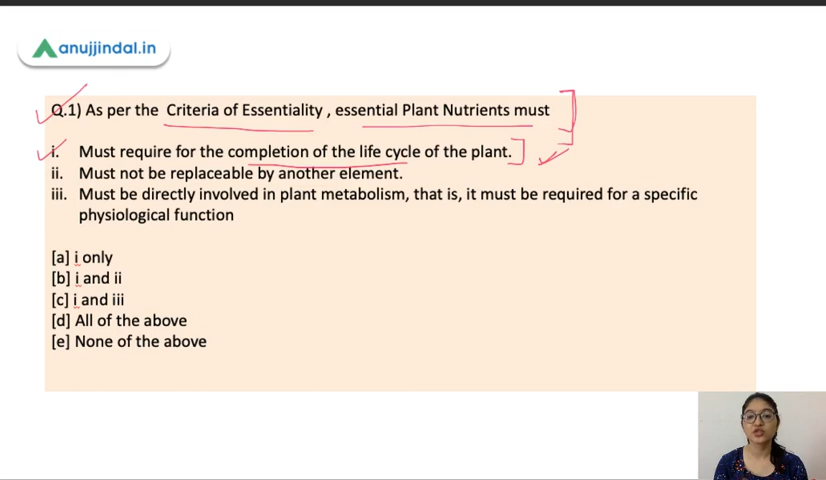 anujjindal.in
Q.1) As per the Criteria of Essentiality , essential Plant Nutrients must
i. Must require for the completion of the life cycle of the plant.
ii. Must not be replaceable by another element.
iii. Must be directly involved in plant metabolism, that is, it must be required for a specific
physiological function
[a] i only
[b] i and ii
[c] i and iii
[d] All of the above
[e] None of the above